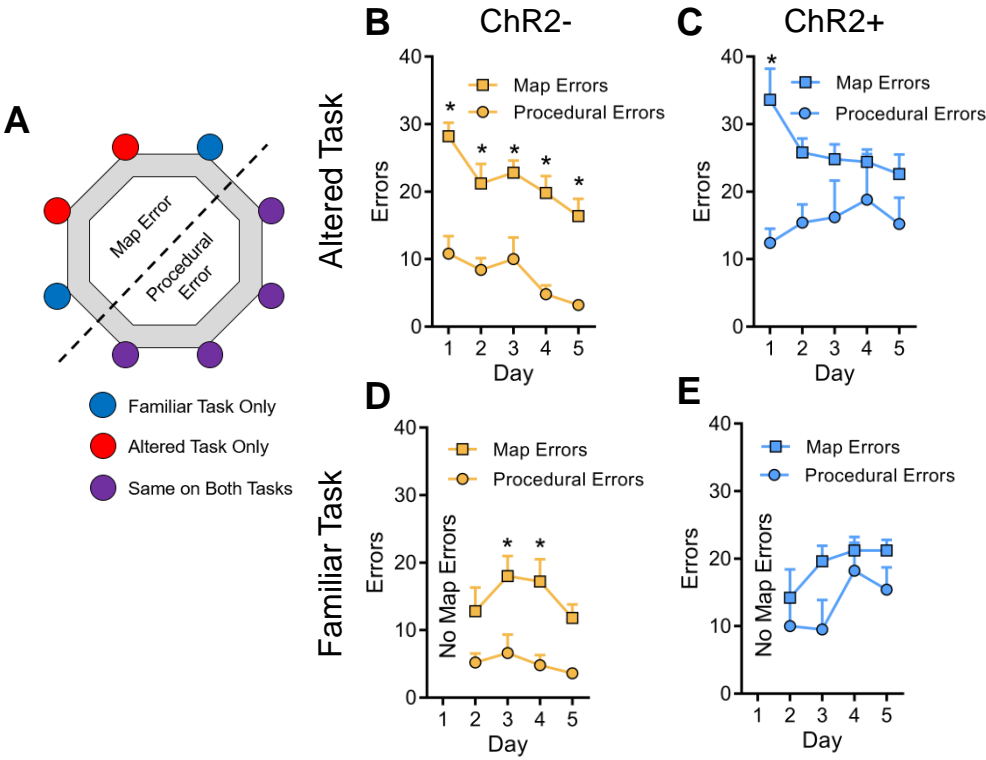 A
Map Error
Procedural
Error
Familiar Task Only
Altered Task Only
Same on Both Tasks
ChR2-
ChR2+
Altered Task
Familiar Task
B
40
30
20
10
0
Errors
*
*
*
*
*
Map Errors
Procedural Errors
1 2 3 4 5
Day
C
40
30
20
10
0
Errors
*
Map Errors
Procedural Errors
1 2 3 4 5
Day
D
40
30
20
10
0
Errors
No Map Errors
* *
Map Errors
Procedural Errors
1 2 3 4 5
Day
E
40
30
20
10
0
Errors
No Map Errors
Map Errors
Procedural Errors
1 2 3 4 5
Day